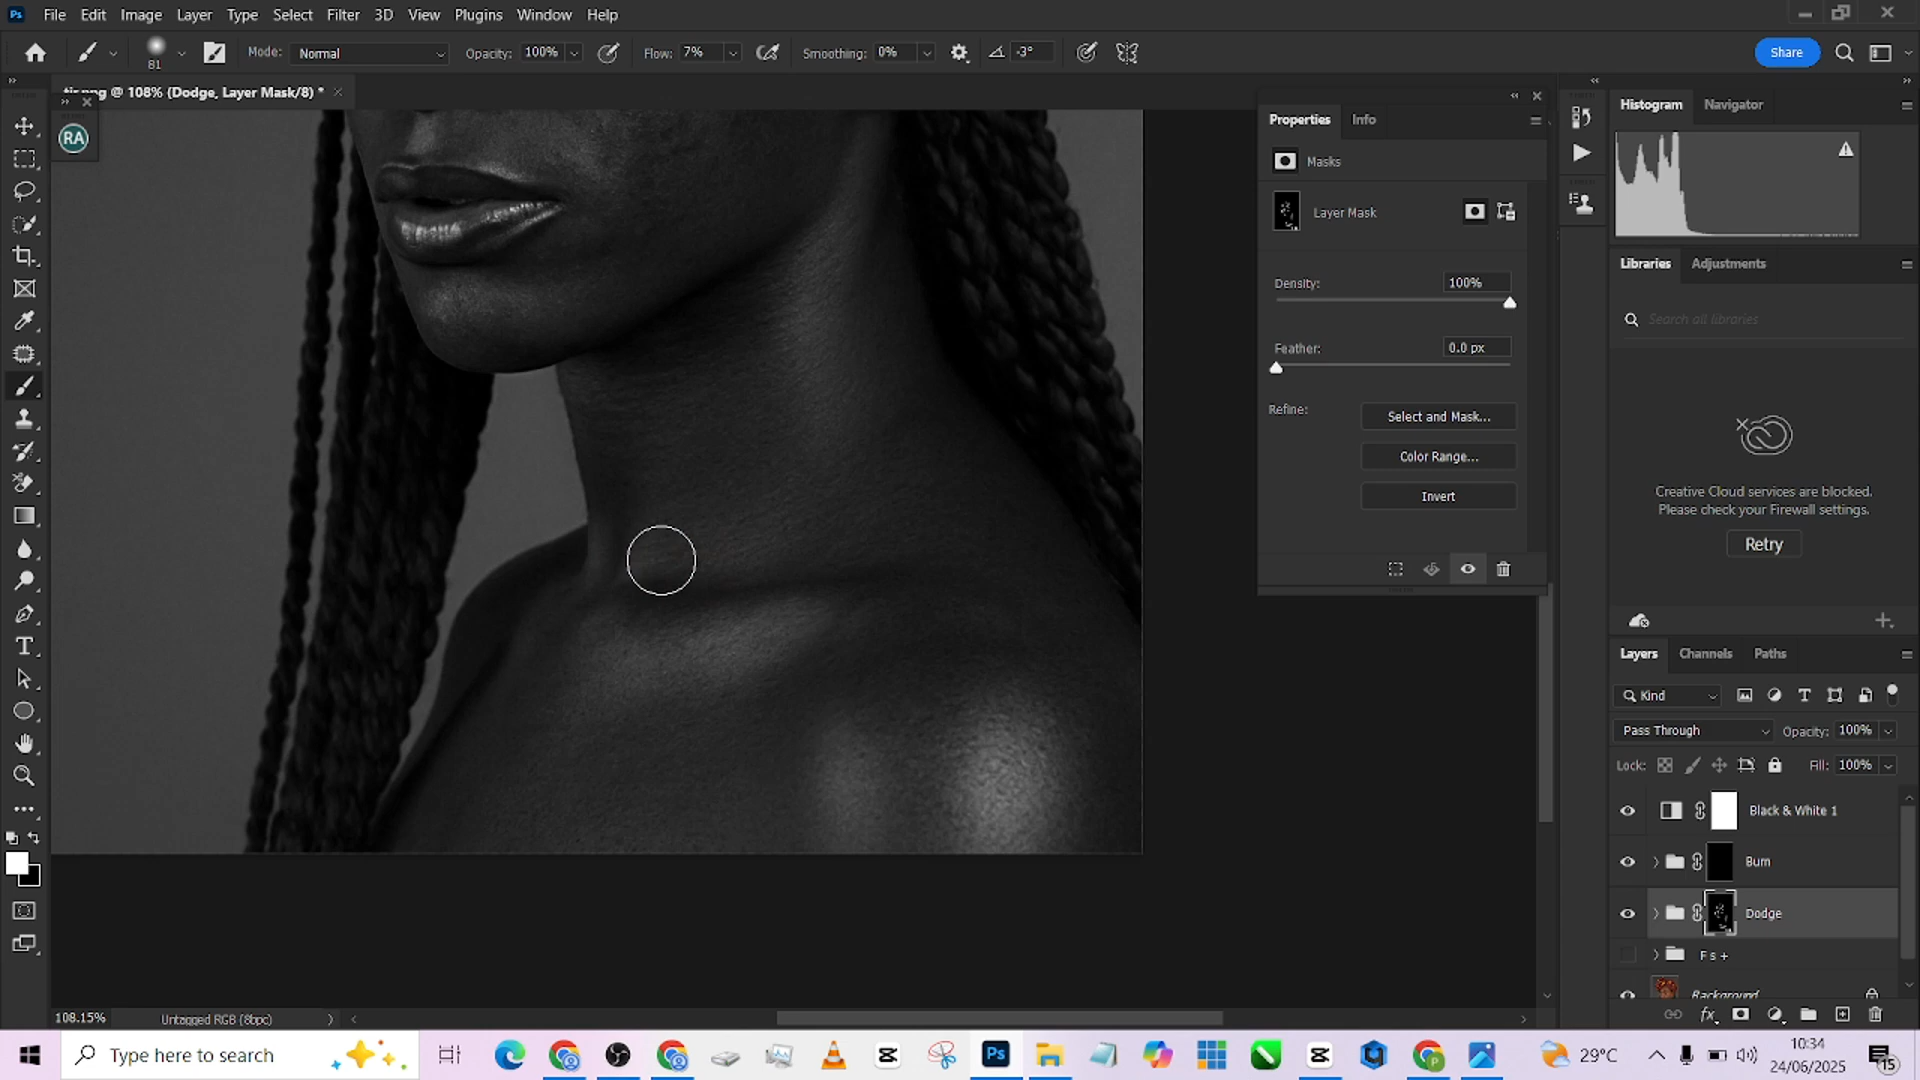 Ps File Edit Image Layer Type Select Filter 3D View Plugins Window Help
81 Mode: Normal Opacity: 100% Flow: 7% Smoothing: 0% -3° Share
@ 108% (Dodge, Layer Mask/8) *
RA
Properties Info
Masks
Layer Mask
Density: 100%
Feather: 0.0 px
Refine: Select and Mask...
Color Range...
Invert
Histogram Navigator
Libraries Adjustments
Search all libraries
Creative Cloud services are blocked.
Please check your Firewall settings.
Retry
Layers Channels Paths
Kind
Pass Through Opacity: 100%
Lock: Fill: 100%
Black & White 1
Burn
Dodge
F s +
Background
fx
108.15% Untagged RGB (8bpc)
Type here to search
Ps
29°C
10:34
24/06/2025
15